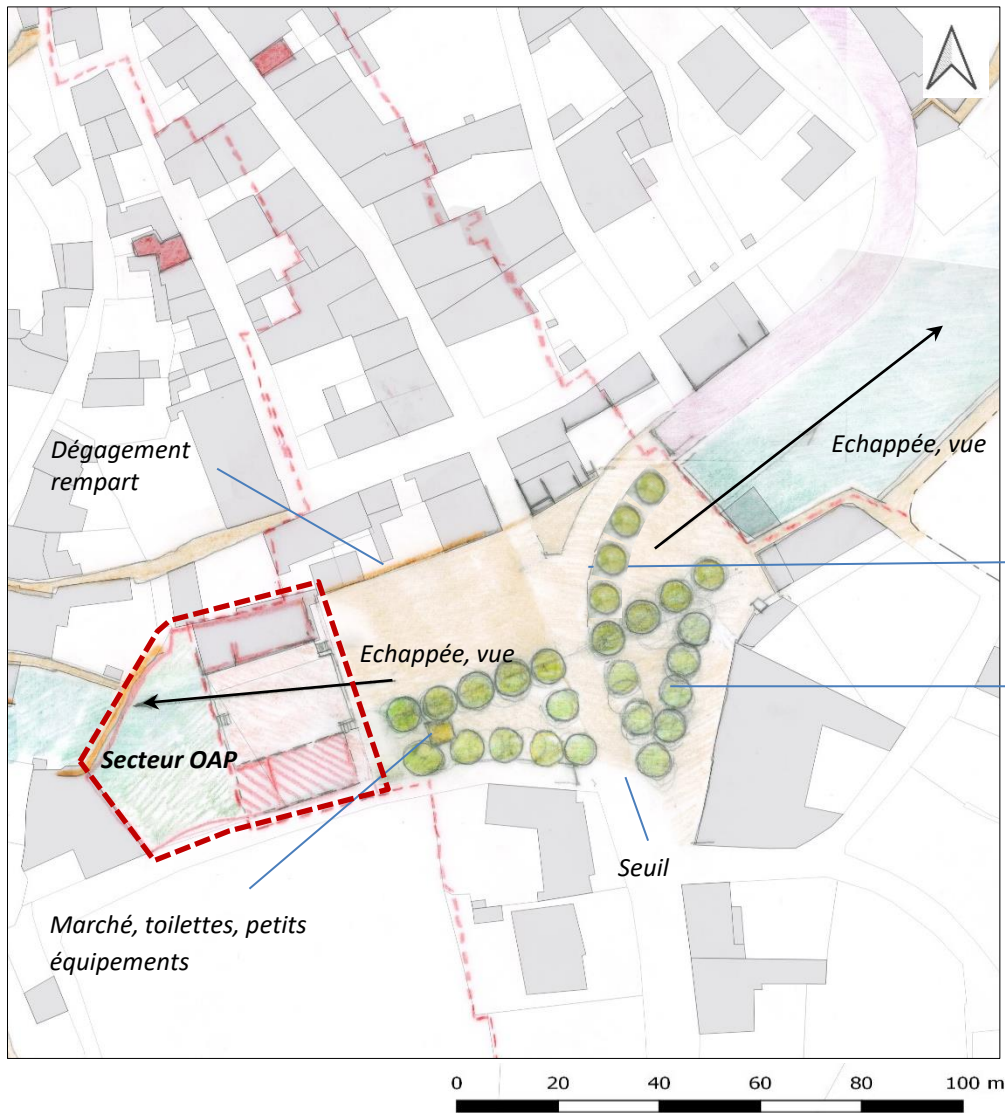 Dégagement
rempart
Echappée, vue
Echappée, vue
Secteur OAP
Seuil
Marché, toilettes, petits
équipements
0 20 40 60 80 100 m